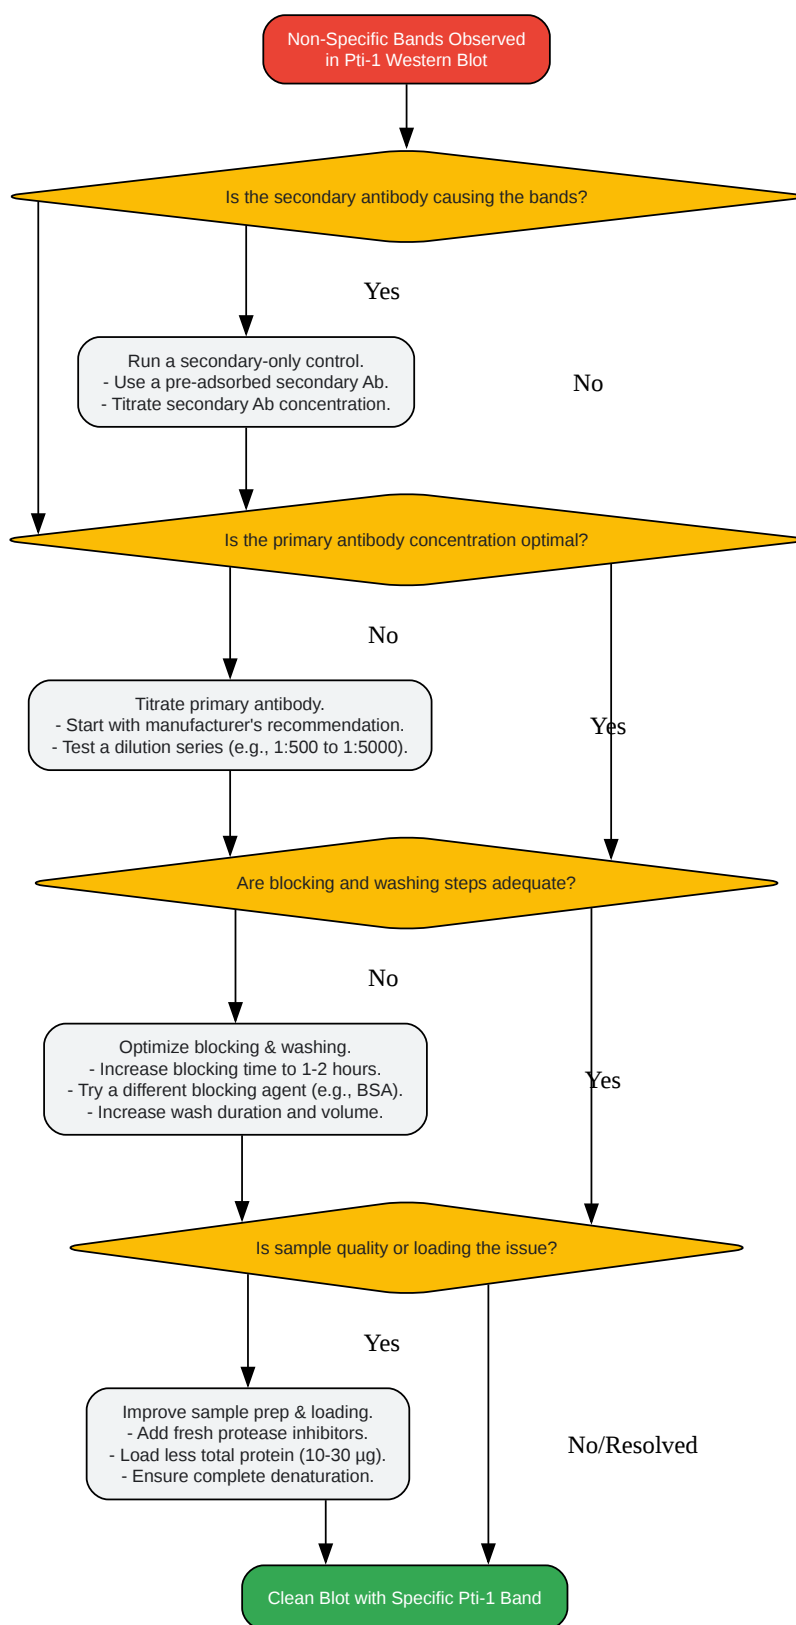 Non-Specific Bands Observed
in Pti-1 Western Blot
Is the secondary antibody causing the bands?
Yes
Run a secondary-only control.
- Use a pre-adsorbed secondary Ab.
- Titrate secondary Ab concentration.
No
Is the primary antibody concentration optimal?
No
Titrate primary antibody.
- Start with manufacturer's recommendation.
- Test a dilution series (e.g., 1:500 to 1:5000).
Yes
Are blocking and washing steps adequate?
No
Optimize blocking & washing.
- Increase blocking time to 1-2 hours.
- Try a different blocking agent (e.g., BSA).
- Increase wash duration and volume.
Yes
Is sample quality or loading the issue?
Yes
Improve sample prep & loading.
- Add fresh protease inhibitors.
- Load less total protein (10-30 µg).
- Ensure complete denaturation.
No/Resolved
Clean Blot with Specific Pti-1 Band